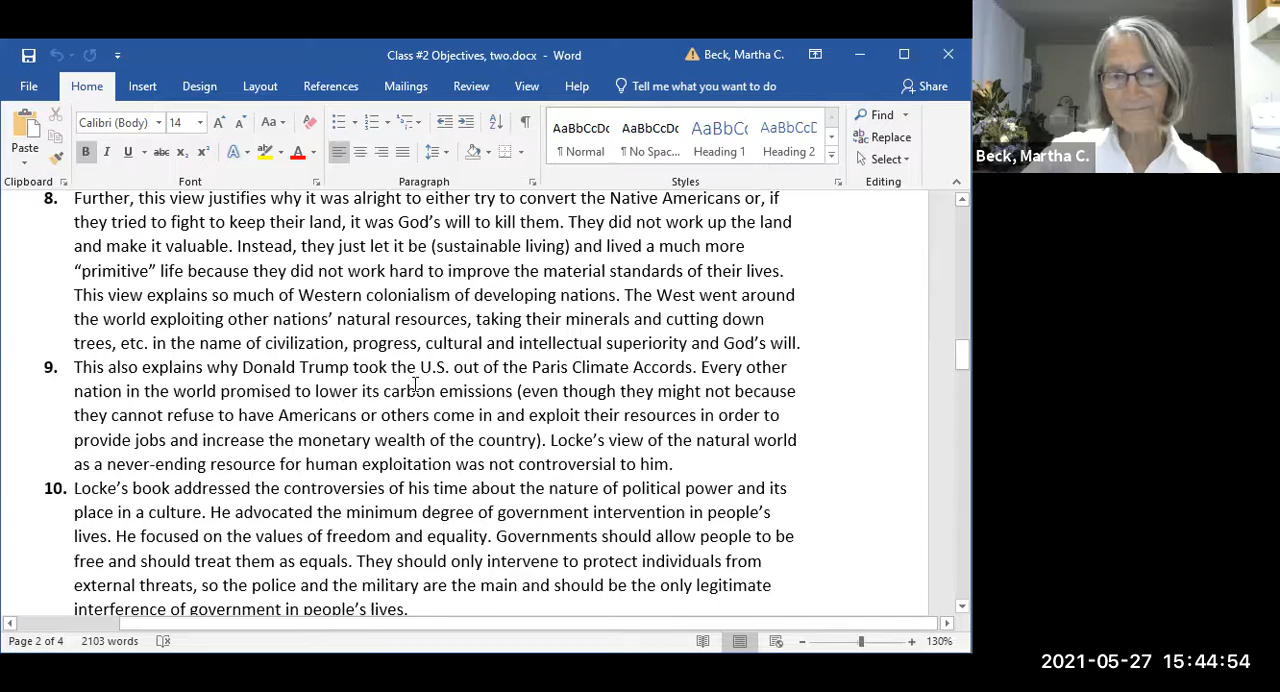 Class #2 Objectives, two.docx - Word
Beck, Martha C.
File Home Insert Design Layout References Mailings Review View Help Tell me what you want to do Share
Paste
Calibri (Body) 14
Find
Replace
Select
AaBbCcDc AaBbCcDc AaBbCc AaBbCcD
¶ Normal ¶ No Spac... Heading 1 Heading 2
Clipboard Font Paragraph Styles Editing
Beck, Martha C.
8. Further, this view justifies why it was alright to either try to convert the Native Americans or, if
they tried to fight to keep their land, it was God’s will to kill them. They did not work up the land
and make it valuable. Instead, they just let it be (sustainable living) and lived a much more
“primitive” life because they did not work hard to improve the material standards of their lives.
This view explains so much of Western colonialism of developing nations. The West went around
the world exploiting other nations’ natural resources, taking their minerals and cutting down
trees, etc. in the name of civilization, progress, cultural and intellectual superiority and God’s will.
9. This also explains why Donald Trump took the U.S. out of the Paris Climate Accords. Every other
nation in the world promised to lower its carbon emissions (even though they might not because
they cannot refuse to have Americans or others come in and exploit their resources in order to
provide jobs and increase the monetary wealth of the country). Locke’s view of the natural world
as a never-ending resource for human exploitation was not controversial to him.
10. Locke’s book addressed the controversies of his time about the nature of political power and its
place in a culture. He advocated the minimum degree of government intervention in people’s
lives. He focused on the values of freedom and equality. Governments should allow people to be
free and should treat them as equals. They should only intervene to protect individuals from
external threats, so the police and the military are the main and should be the only legitimate
interference of government in people’s lives.
Page 2 of 4 2103 words 130%
2021-05-27 15:44:54